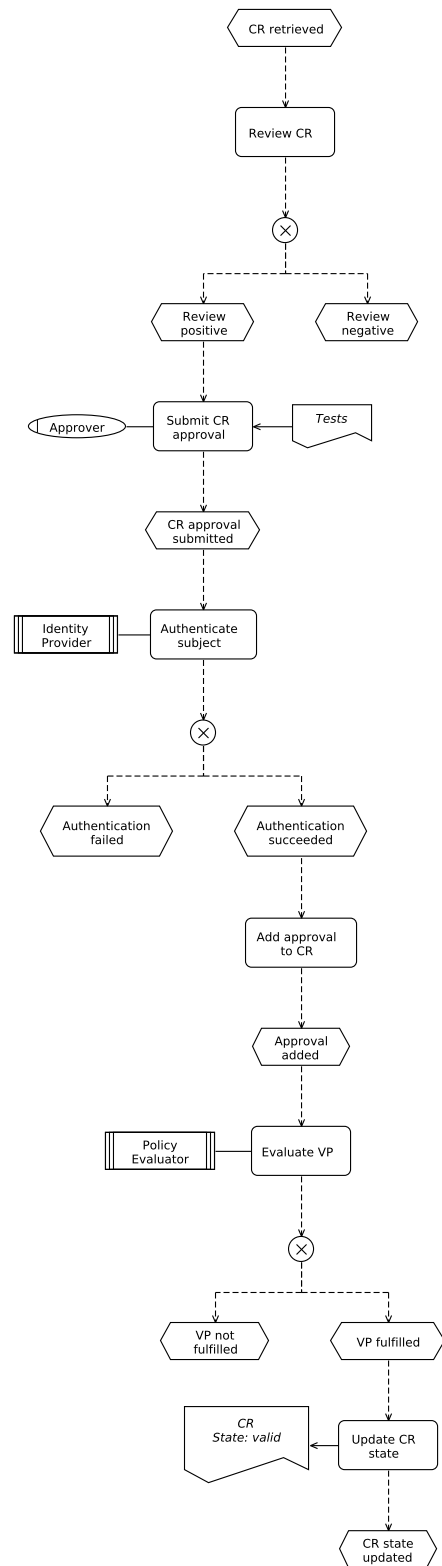 CR retrieved
Review CR
Review
positive
Review
negative
Approver
Submit CR
approval
Tests
CR approval
submitted
Identity
Provider
Authenticate
subject
Authentication
failed
Authentication
succeeded
Add approval
to CR
Approval
added
Policy
Evaluator
Evaluate VP
VP not
fulfilled
VP fulfilled
CR
State: valid
Update CR
state
CR state
updated